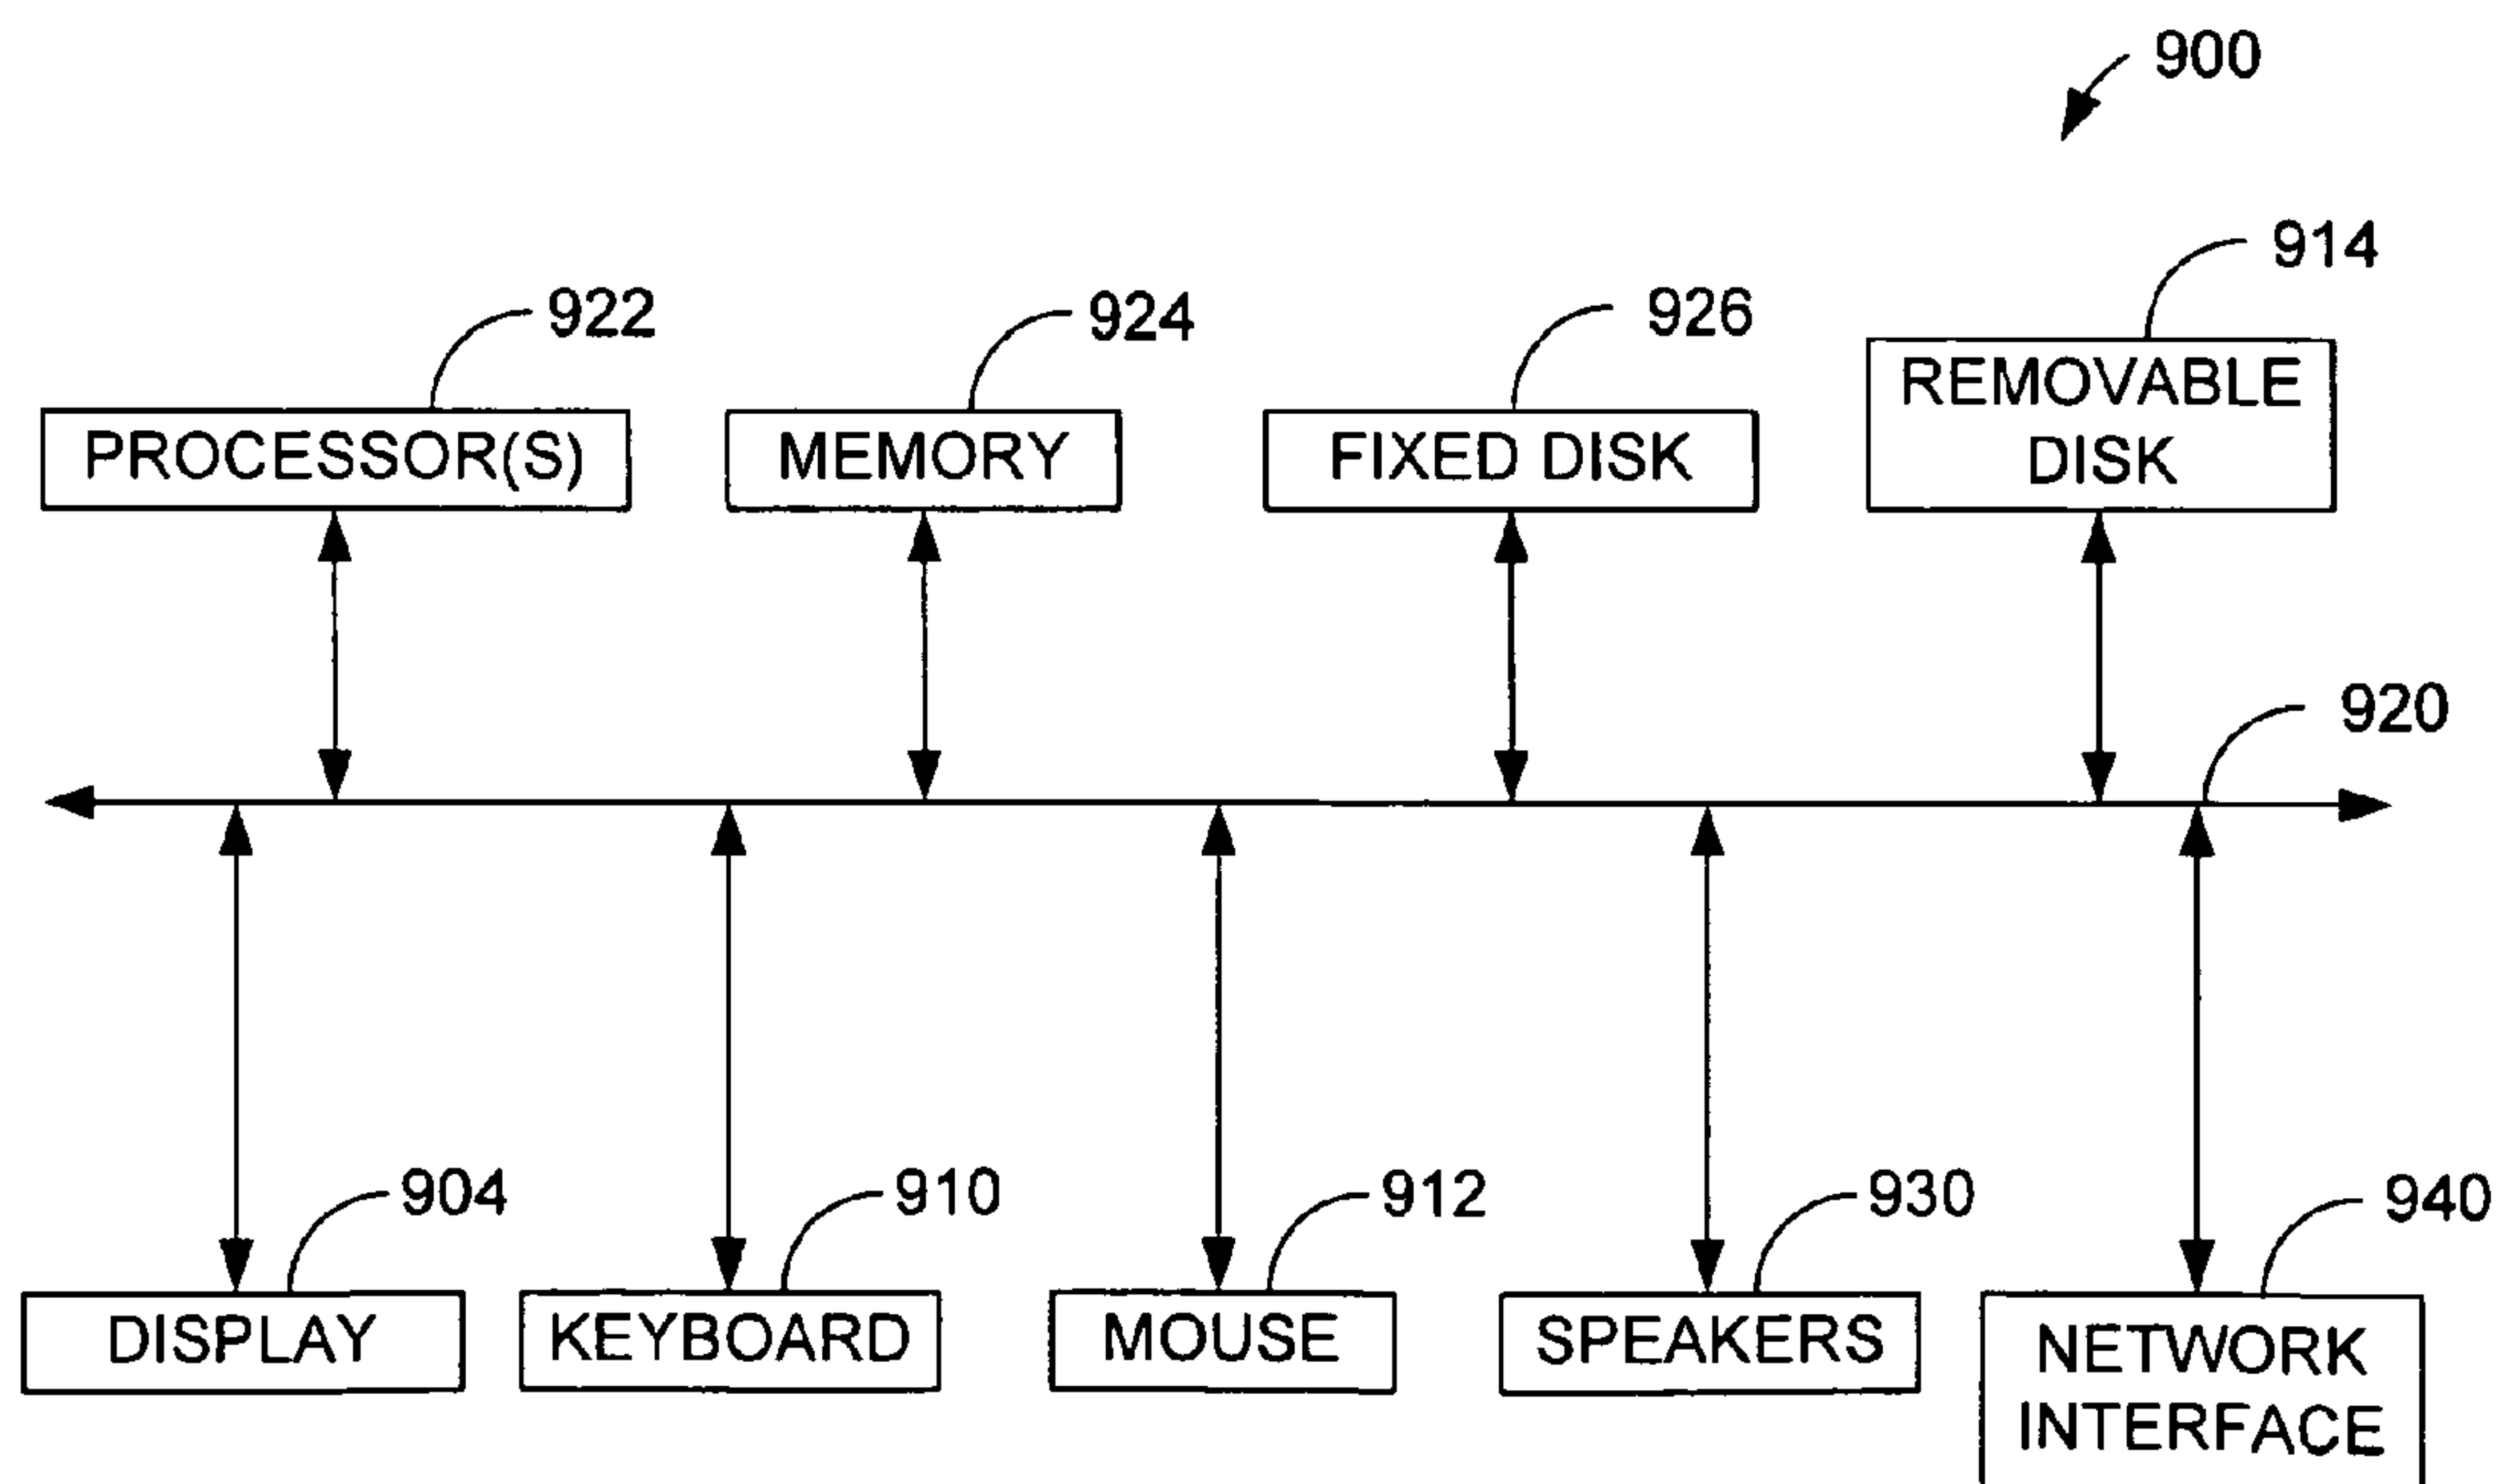 900
914
922
924
926
REMOVABLE
DISK
PROCESSOR(S)
MEMORY
FIXED DISK
920
904
910
912
930
940
DISPLAY
KEYBOARD
MOUSE
SPEAKERS
NETWORK
INTERFACE